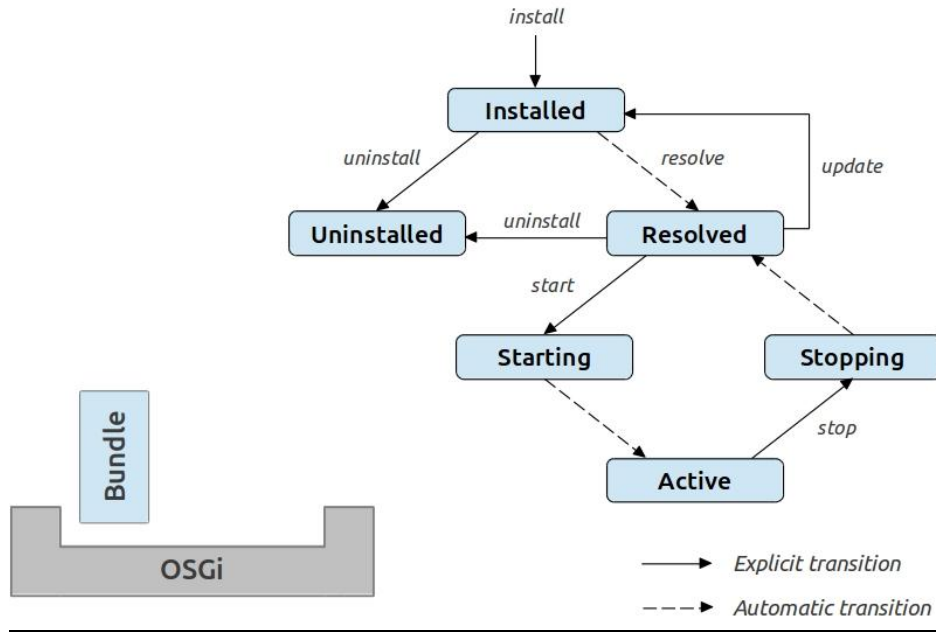 install
Installed
uninstall
resolve
update
Uninstalled
uninstall
Resolved
start
Starting
Stopping
Bundle
stop
Active
OSGi
Explicit transition
Automatic transition